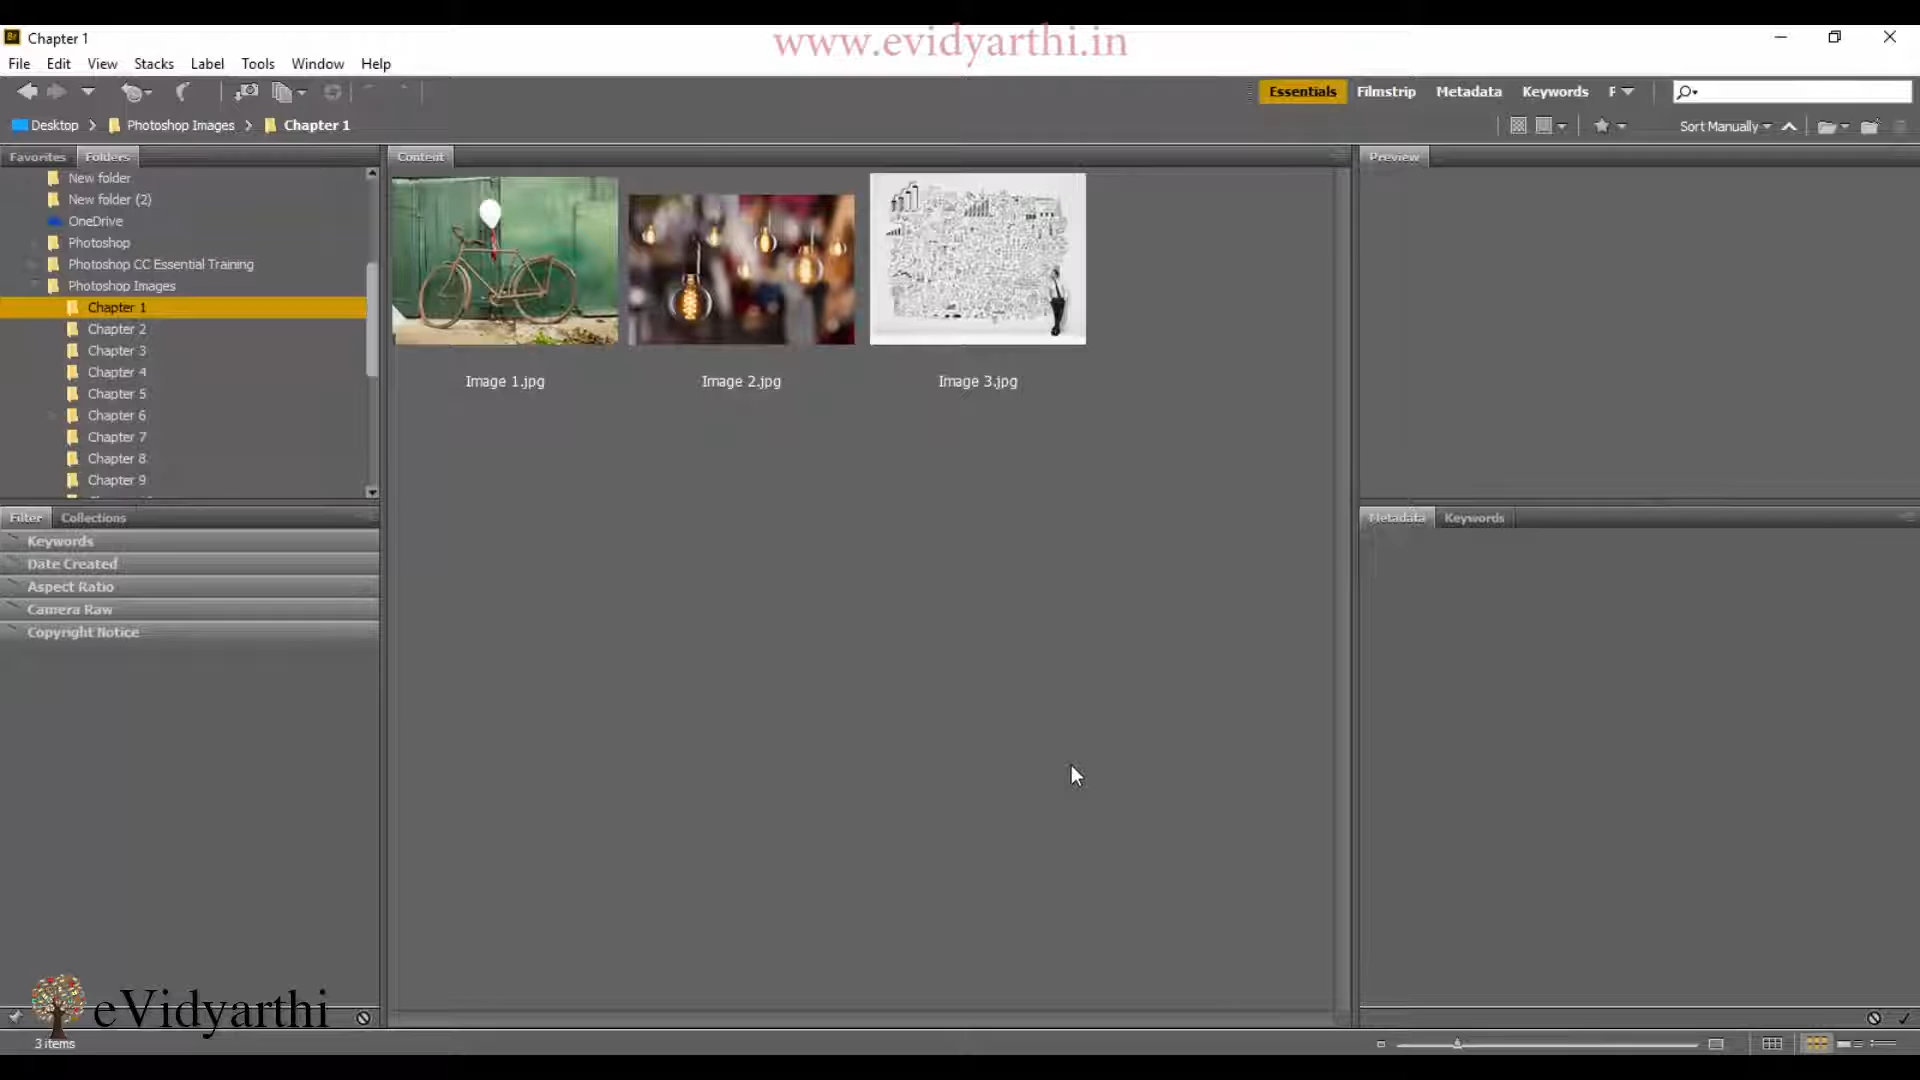 Br Chapter 1
www.evidyarthi.in
File Edit View Stacks Label Tools Window Help
Essentials Filmstrip Metadata Keywords
Desktop > Photoshop Images > Chapter 1
Sort Manually
Favorites Folders
Content
Preview
New folder
New folder (2)
OneDrive
Photoshop
Photoshop CC Essential Training
Photoshop Images
Chapter 1
Chapter 2
Chapter 3
Chapter 4
Chapter 5
Chapter 6
Chapter 7
Chapter 8
Chapter 9
Image 1.jpg
Image 2.jpg
Image 3.jpg
Filter Collections
Metadata Keywords
Keywords
Date Created
Aspect Ratio
Camera Raw
Copyright Notice
eVidyarthi
3 items